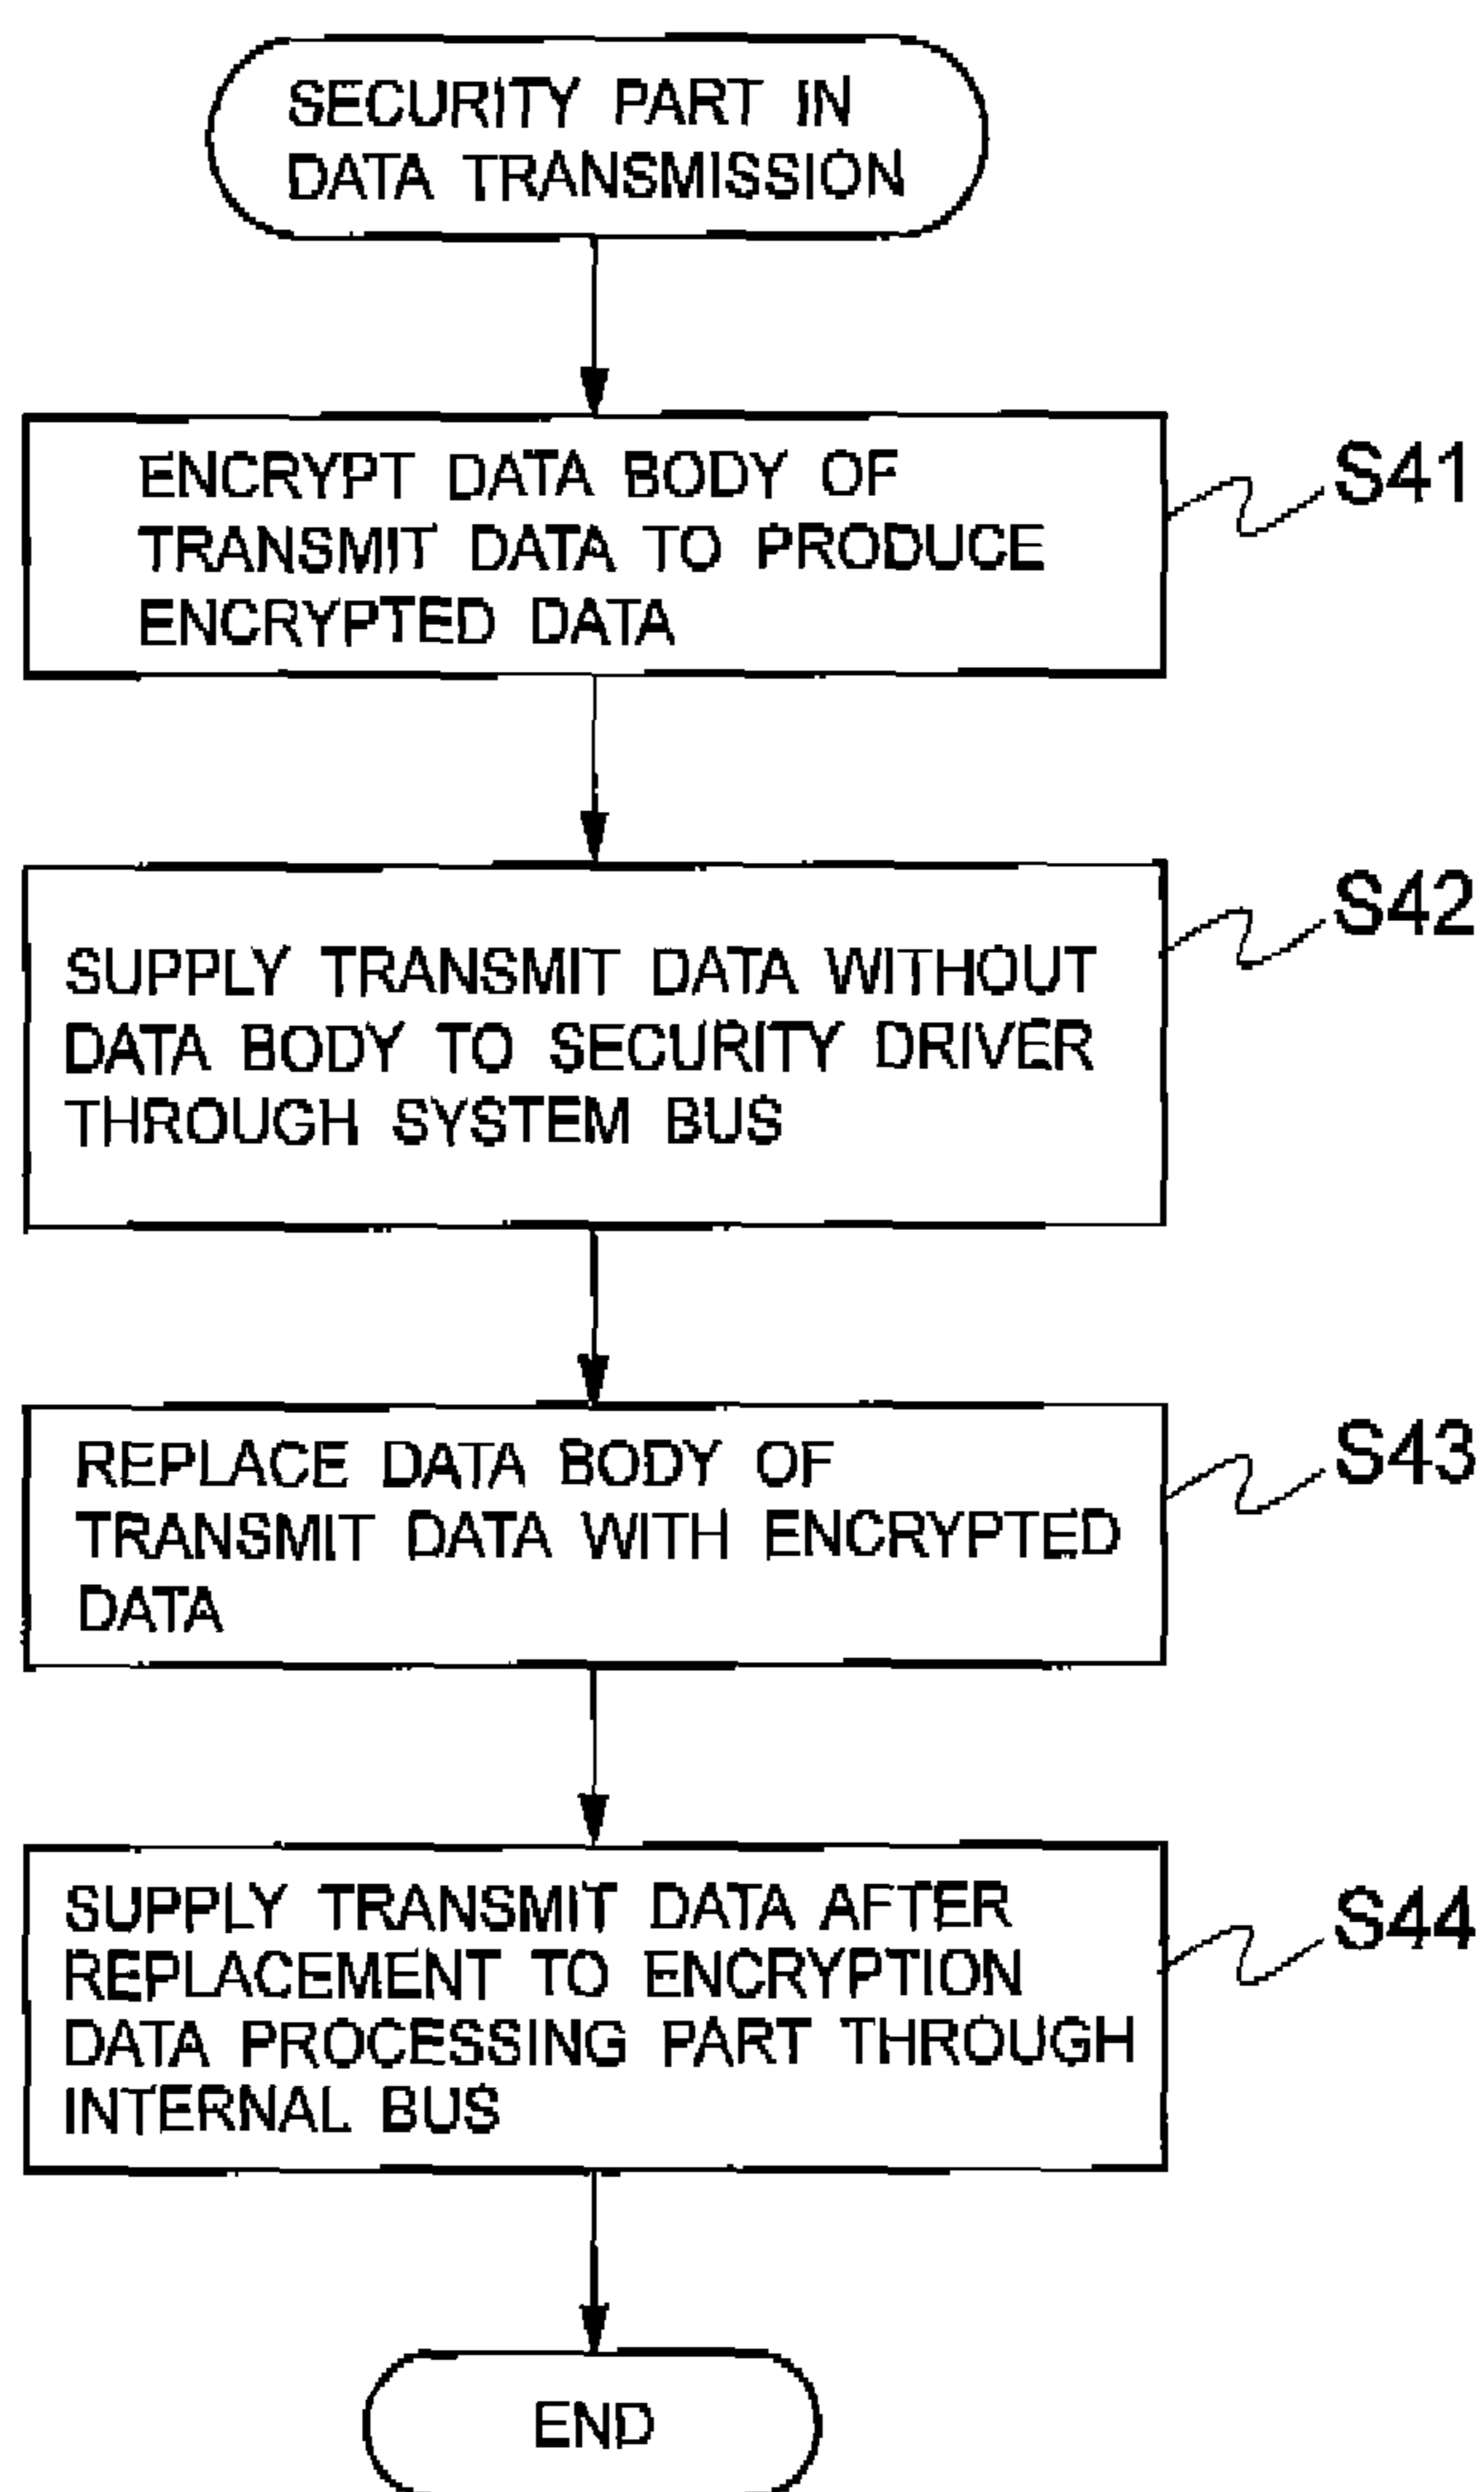 SECURITY PART IN
DATA TRANSMISSION
ENCRYPT DATA BODY OF
TRANSMIT DATA TO PRODUCE
ENCRYPTED DATA
S41
SUPPLY TRANSMIT DATA WITHOUT
DATA BODY TO SECURITY DRIVER
THROUGH SYSTEM BUS
S42
REPLACE DATA BODY OF
TRANSMIT DATA WITH ENCRYPTED
DATA
S43
SUPPLY TRANSMIT DATA AFTER
REPLACEMENT TO ENCRYPTION
DATA PROCESSING PART THROUGH
INTERNAL BUS
S44
END